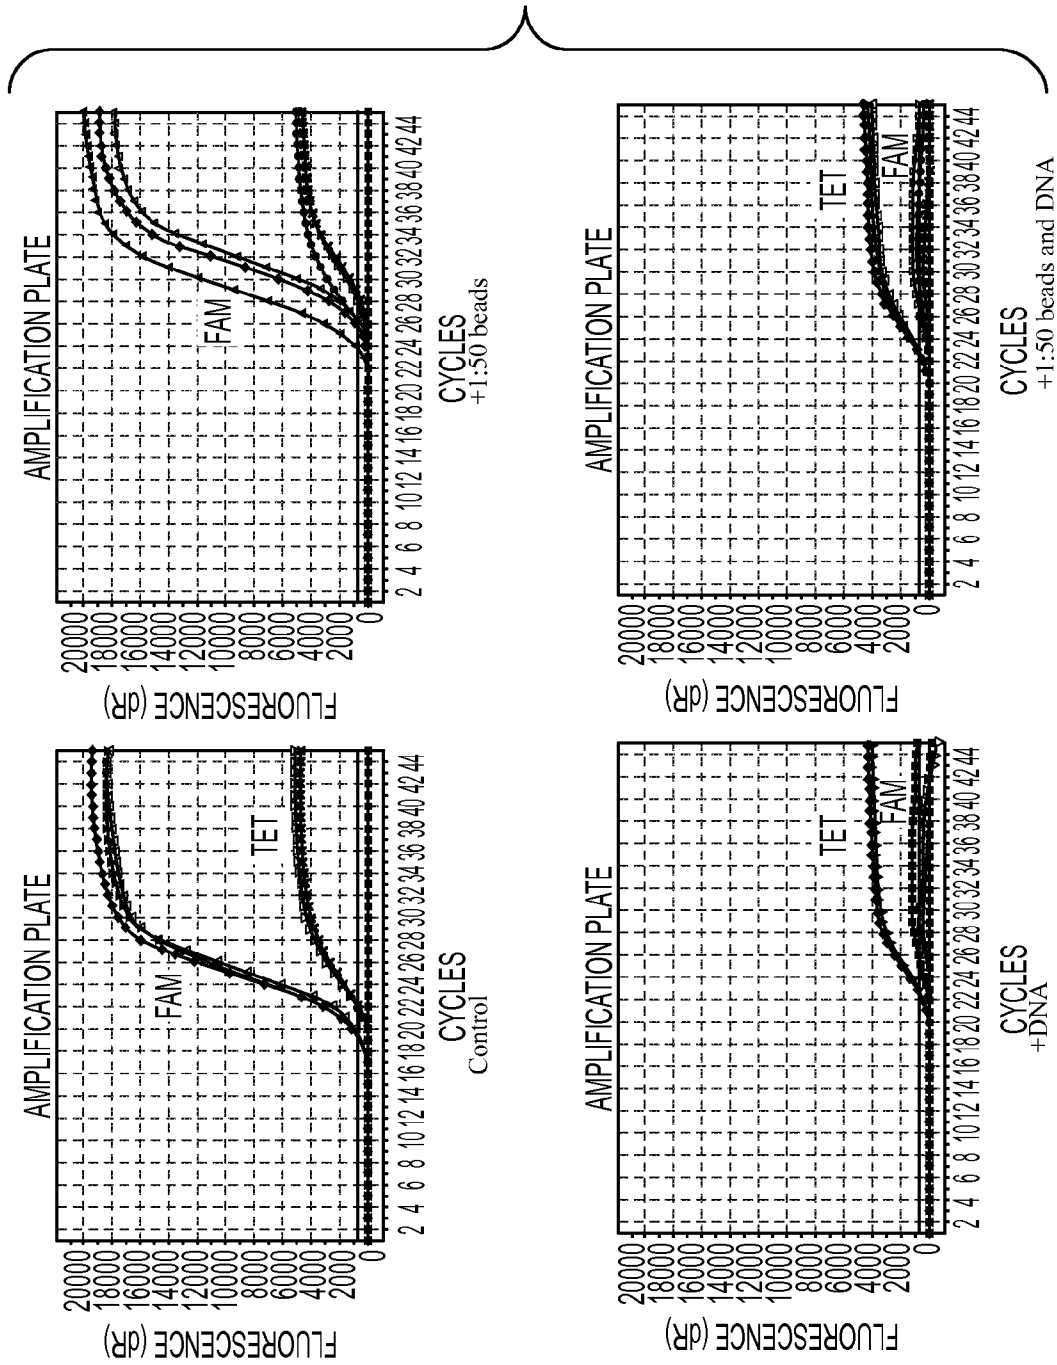 AMPLIFICATION PLATE
FLUORESCENCE (dR)
20000
18000
16000
14000
12000
10000
8000
6000
4000
2000
0
FAM
TET
2 4 6 8 10 12 14 16 18 20 22 24 26 28 30 32 34 36 38 40 42 44
CYCLES
Control
AMPLIFICATION PLATE
FLUORESCENCE (dR)
20000
18000
16000
14000
12000
10000
8000
6000
4000
2000
0
FAM
2 4 6 8 10 12 14 16 18 20 22 24 26 28 30 32 34 36 38 40 42 44
CYCLES
+1:50 beads
AMPLIFICATION PLATE
FLUORESCENCE (dR)
20000
18000
16000
14000
12000
10000
8000
6000
4000
2000
0
TET
FAM
2 4 6 8 10 12 14 16 18 20 22 24 26 28 30 32 34 36 38 40 42 44
CYCLES
+DNA
AMPLIFICATION PLATE
FLUORESCENCE (dR)
20000
18000
16000
14000
12000
10000
8000
6000
4000
2000
0
TET
FAM
2 4 6 8 10 12 14 16 18 20 22 24 26 28 30 32 34 36 38 40 42 44
CYCLES
+1:50 beads and DNA